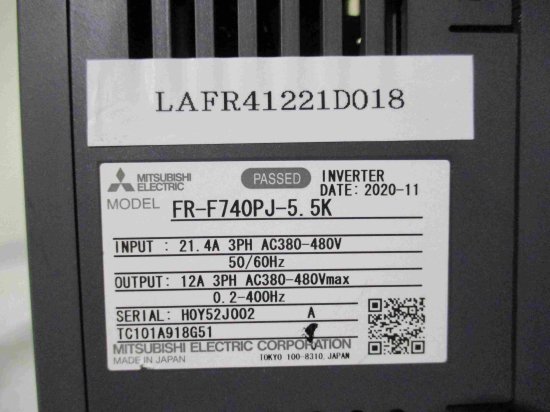 LAFR41221D018
MITSUBISHI ELECTRIC
PASSED
INVERTER
DATE: 2020-11
MODEL FR-F740PJ-5.5K
INPUT : 21.4A 3PH AC380-480V
50/60Hz
OUTPUT: 12A 3PH AC380-480Vmax
0.2-400Hz
SERIAL: H0Y52J002 A
TC101A918G51
MITSUBISHI ELECTRIC CORPORATION
MADE IN JAPAN TOKYO 100-8310, JAPAN